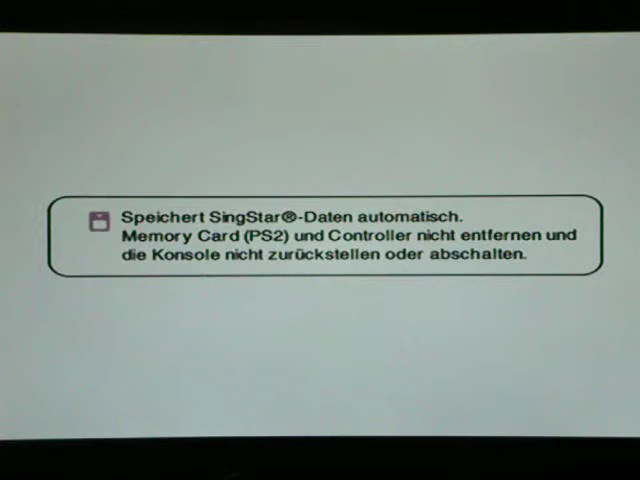 Speichert SingStar®-Daten automatisch.
Memory Card (PS2) und Controller nicht entfernen und
die Konsole nicht zurückstellen oder abschalten.